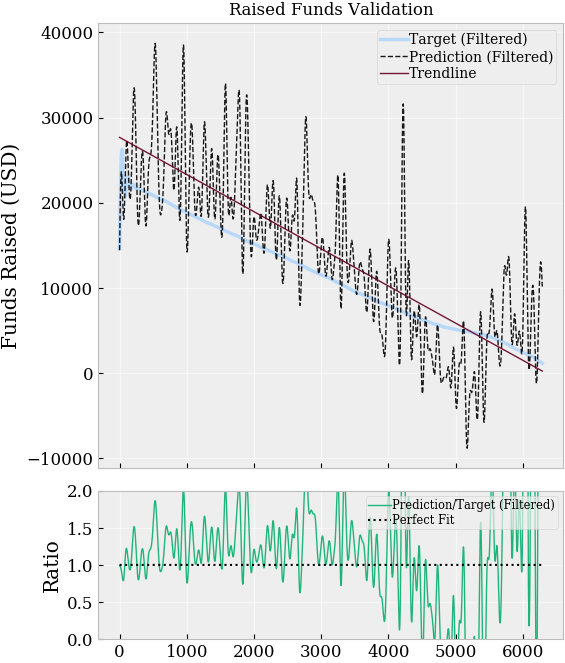 Raised Funds Validation
Funds Raised (USD)
40000
30000
20000
10000
0
−10000
Target (Filtered)
Prediction (Filtered)
Trendline
Ratio
2.0
1.5
1.0
0.5
0.0
Prediction/Target (Filtered)
Perfect Fit
0 1000 2000 3000 4000 5000 6000